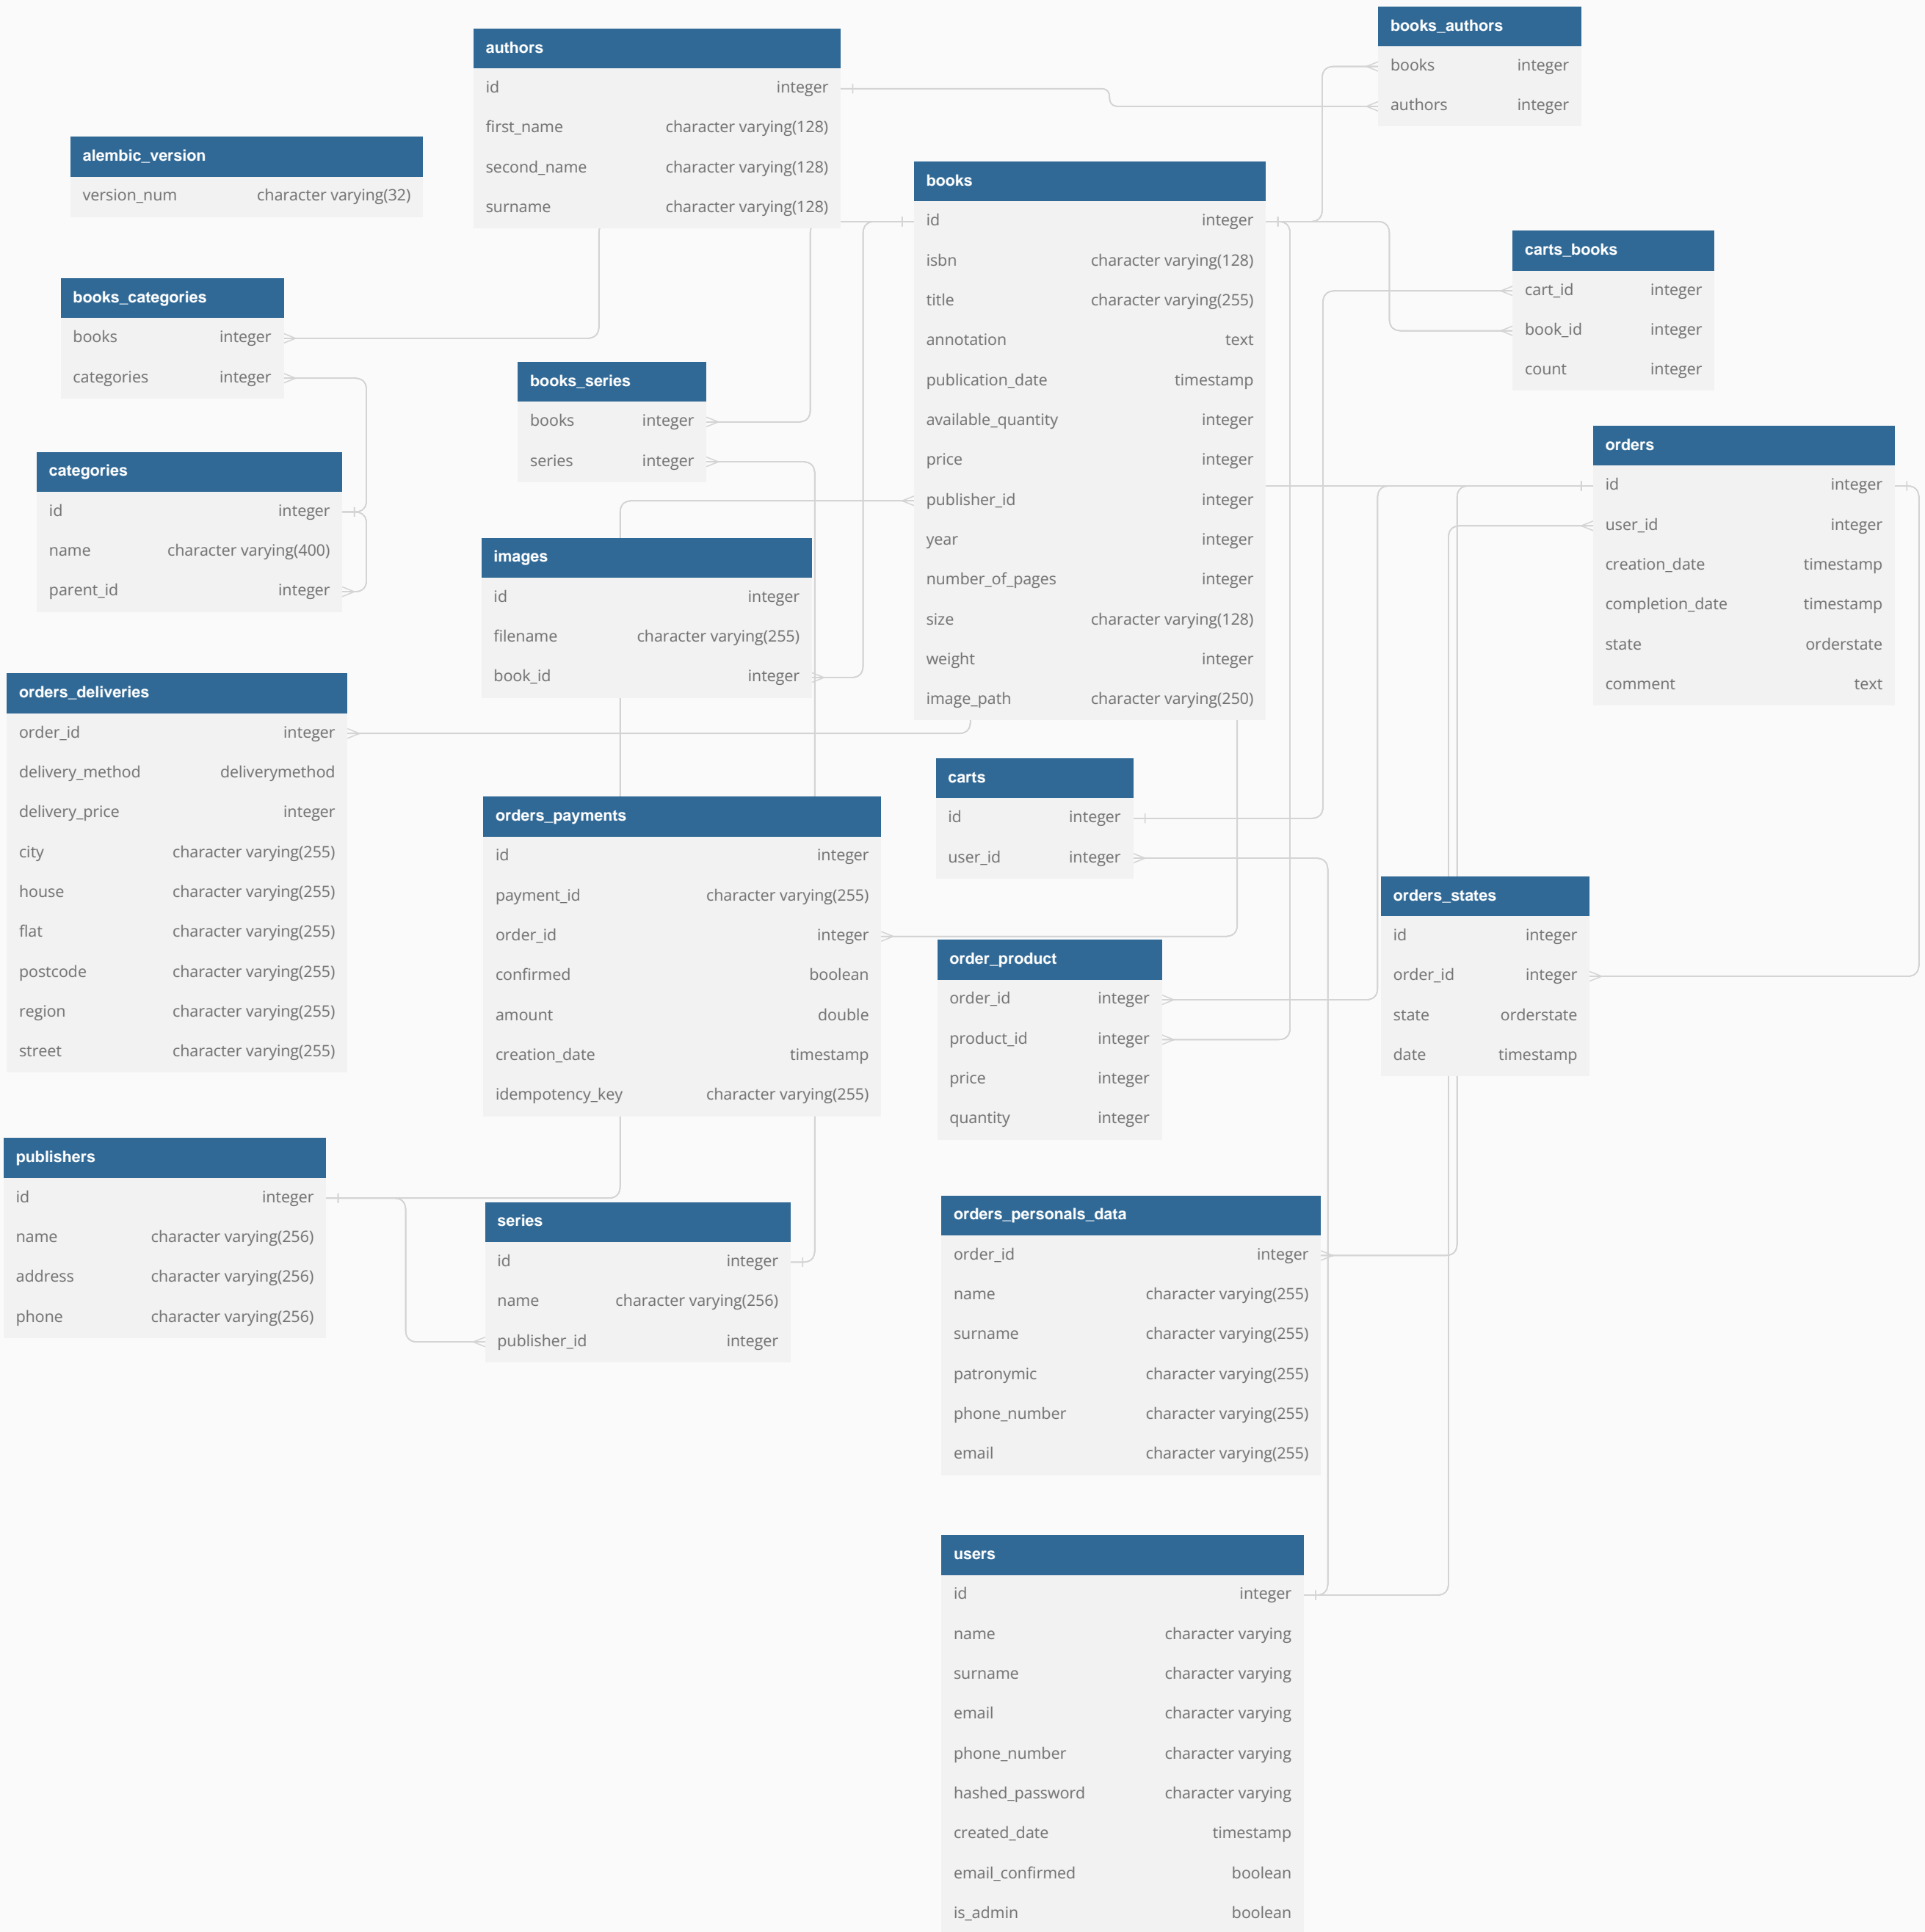 books_authors
books integer
authors integer
authors
id integer
first_name character varying(128)
second_name character varying(128)
surname character varying(128)
alembic_version
version_num character varying(32)
books
id integer
isbn character varying(128)
title character varying(255)
annotation text
publication_date timestamp
available_quantity integer
price integer
publisher_id integer
year integer
number_of_pages integer
size character varying(128)
weight integer
image_path character varying(250)
carts_books
cart_id integer
book_id integer
count integer
books_categories
books integer
categories integer
books_series
books integer
series integer
orders
id integer
user_id integer
creation_date timestamp
completion_date timestamp
state orderstate
comment text
categories
id integer
name character varying(400)
parent_id integer
images
id integer
filename character varying(255)
book_id integer
orders_deliveries
order_id integer
delivery_method deliverymethod
delivery_price integer
city character varying(255)
house character varying(255)
flat character varying(255)
postcode character varying(255)
region character varying(255)
street character varying(255)
carts
id integer
user_id integer
orders_payments
id integer
payment_id character varying(255)
order_id integer
confirmed boolean
amount double
creation_date timestamp
idempotency_key character varying(255)
orders_states
id integer
order_id integer
state orderstate
date timestamp
order_product
order_id integer
product_id integer
price integer
quantity integer
publishers
id integer
name character varying(256)
address character varying(256)
phone character varying(256)
series
id integer
name character varying(256)
publisher_id integer
orders_personals_data
order_id integer
name character varying(255)
surname character varying(255)
patronymic character varying(255)
phone_number character varying(255)
email character varying(255)
users
id integer
name character varying
surname character varying
email character varying
phone_number character varying
hashed_password character varying
created_date timestamp
email_confirmed boolean
is_admin boolean